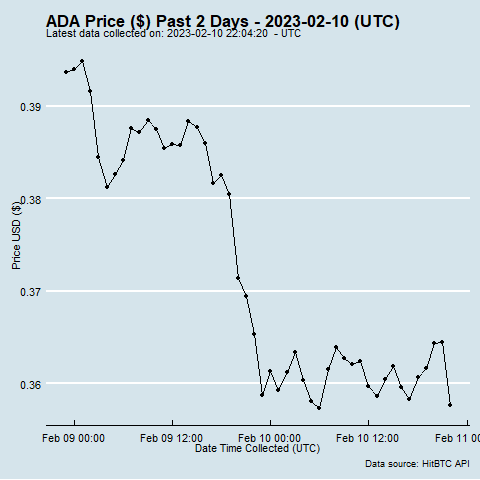 ADA Price ($) Past 2 Days - 2023-02-10 (UTC)
Latest data collected on: 2023-02-10 22:04:20 - UTC
0.39
0.38
0.37
0.36
Price USD ($)
Feb 09 00:00 Feb 09 12:00 Feb 10 00:00 Feb 10 12:00 Feb 11 00
Date Time Collected (UTC)
Data source: HitBTC API